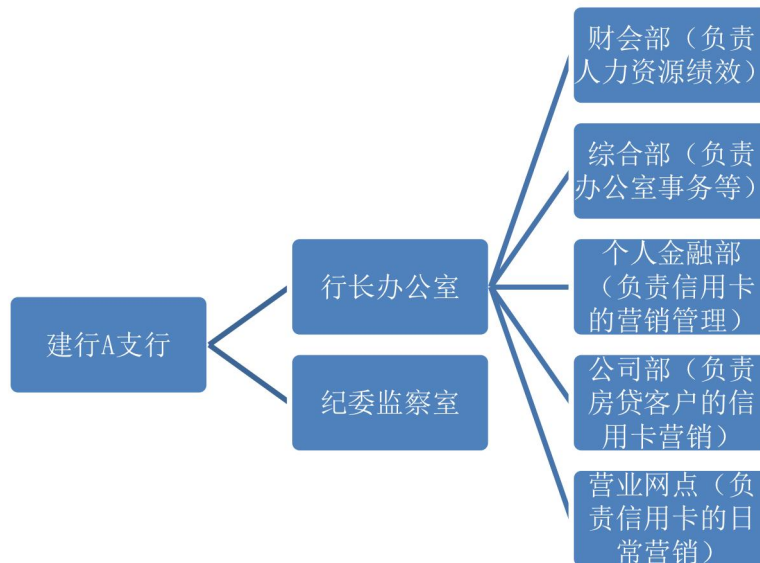 财会部（负责
人力资源绩效）
综合部（负责
办公室事务等）
个人金融部
（负责信用卡
的营销管理）
行长办公室
建行A支行
纪委监察室
公司部（负责
房贷客户的信
用卡营销）
营业网点（负
责信用卡的日
常营销）